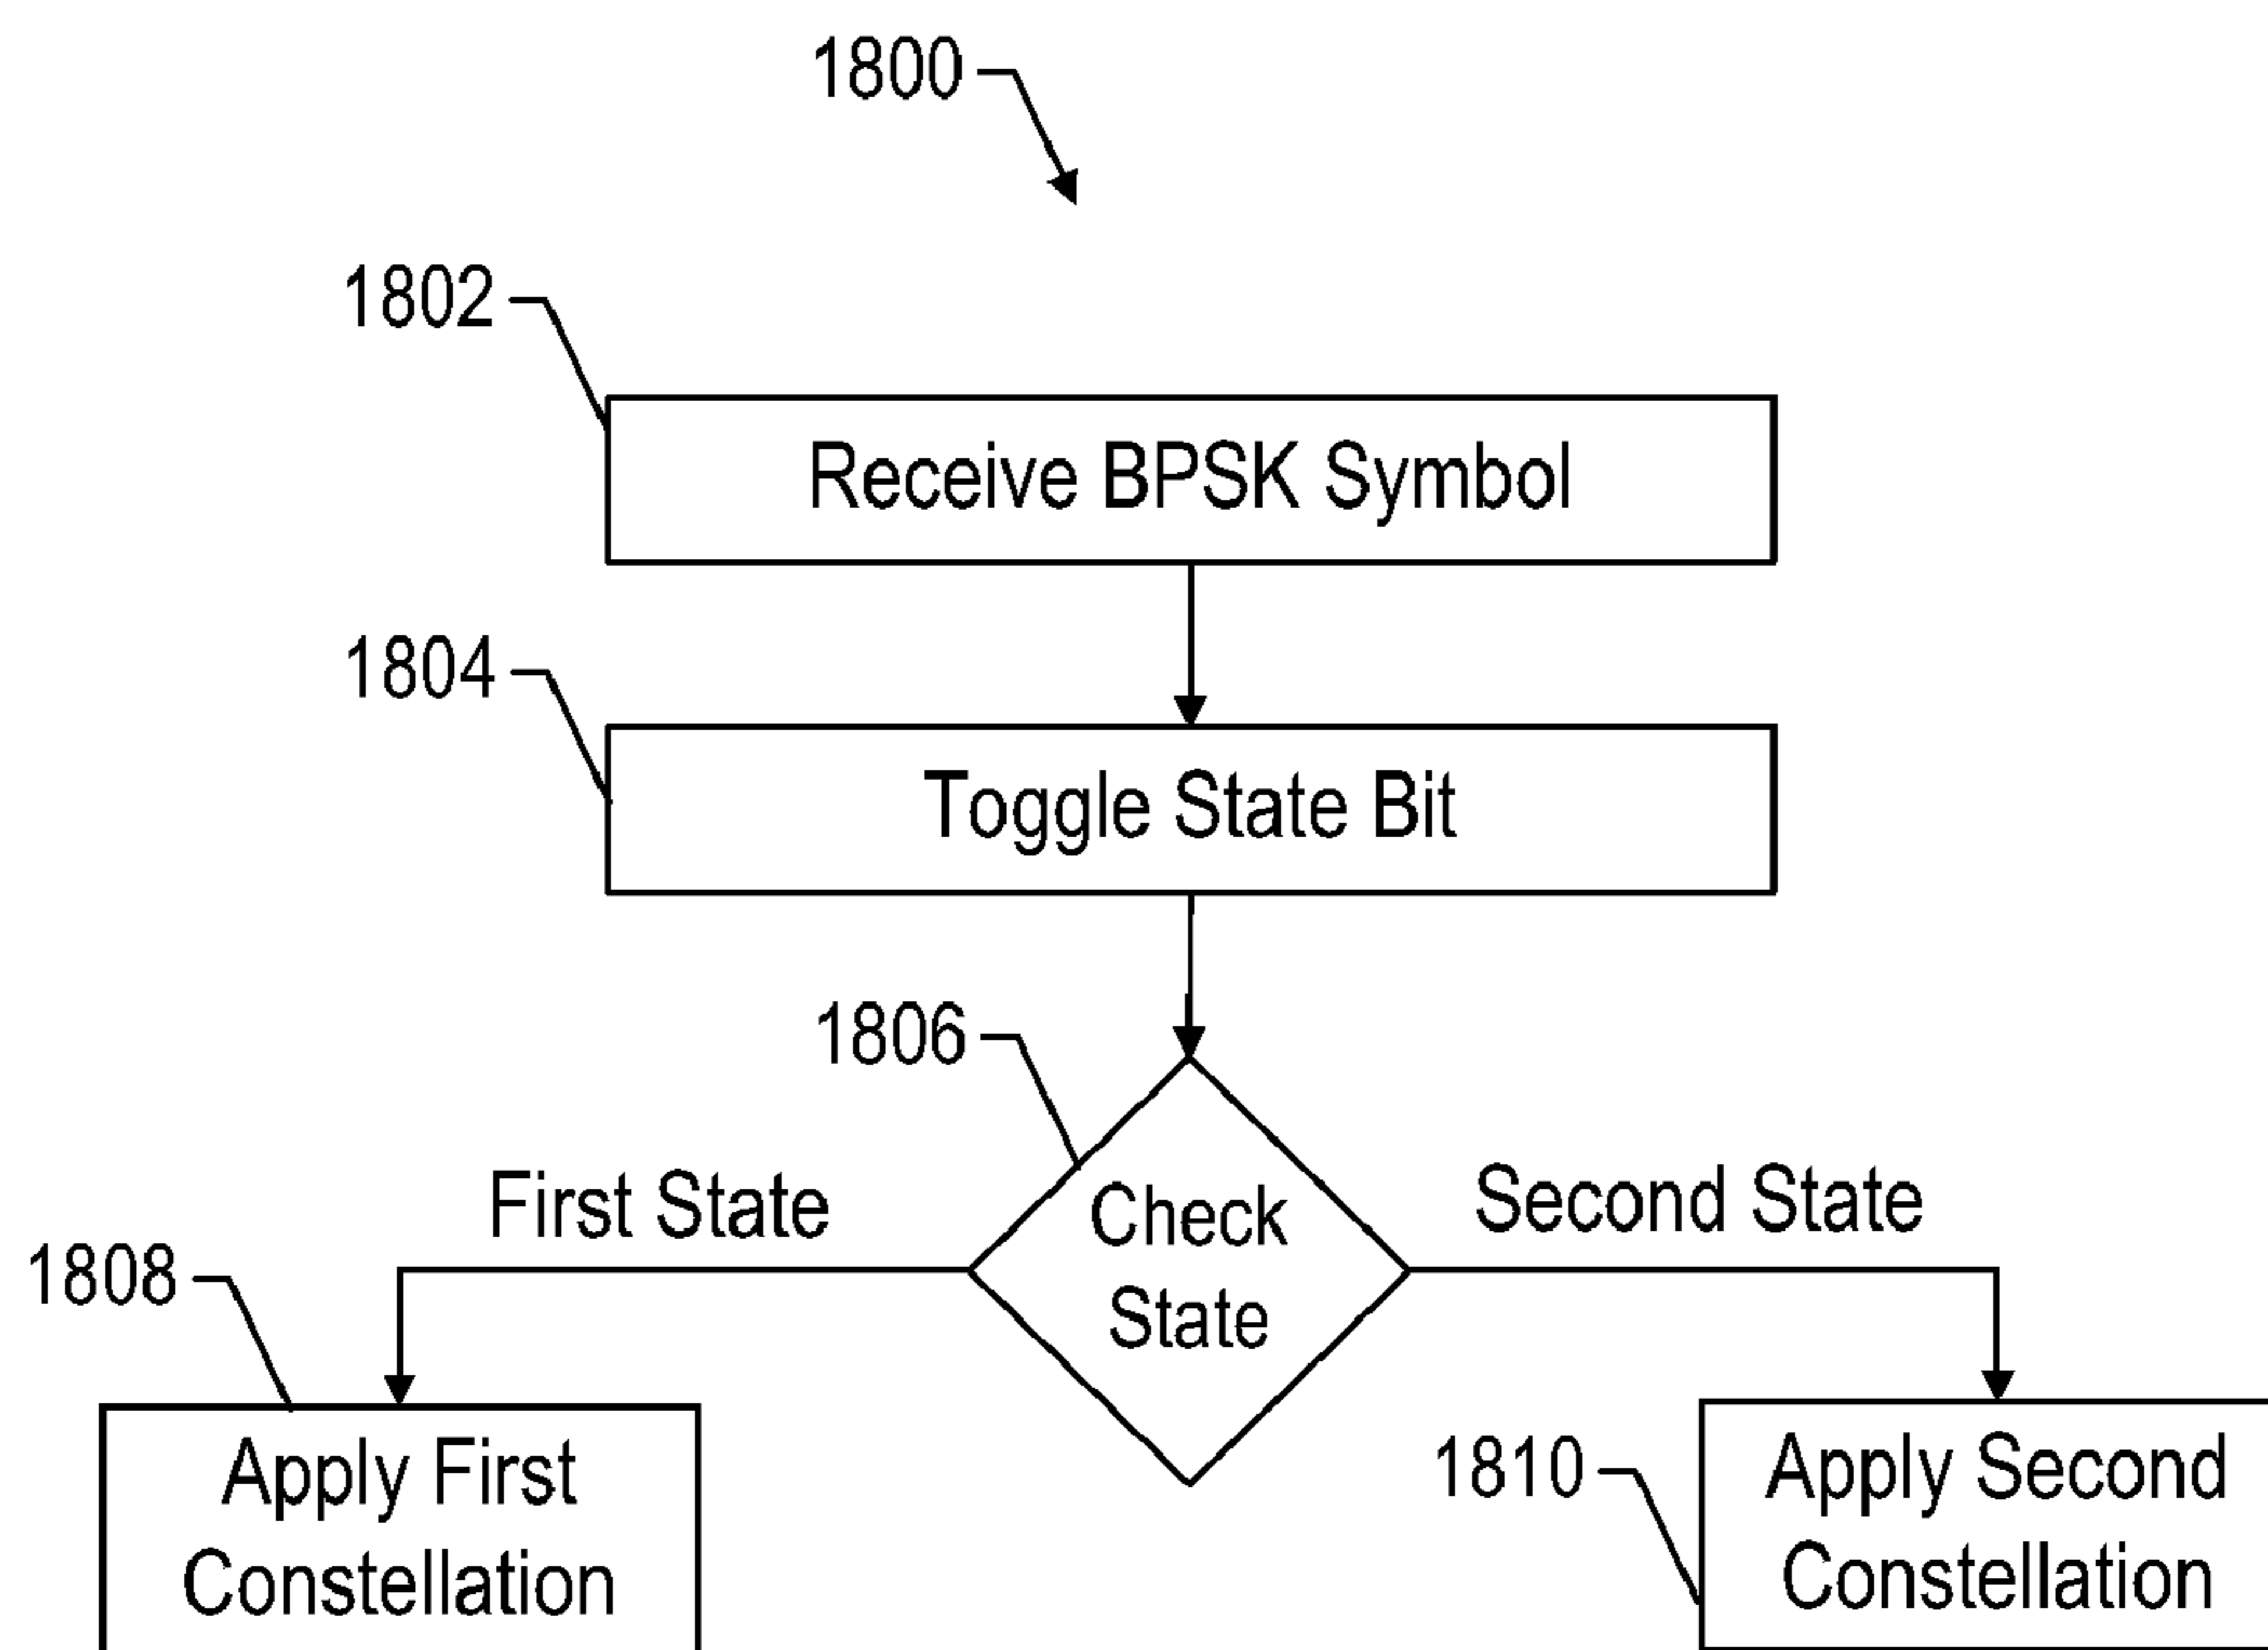 1800
1802
Receive BPSK Symbol
1804
Toggle State Bit
1806
First State
Check
State
Second State
1808
Apply First
Constellation
1810
Apply Second
Constellation